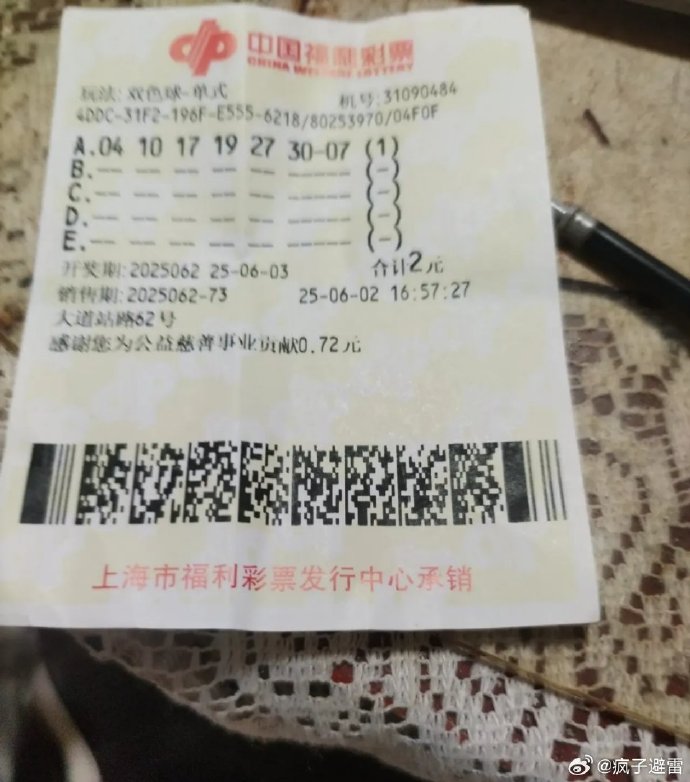 中国福利彩票
CHINA WELFARE LOTTERY
玩法:双色球-单式 机号:31090484
4DDC-31F2-196F-E555-6218/80253970/04F0F
A.04 10 17 19 27 30-07 (1)
B.-- -- -- -- -- ----- (-)
C.-- -- -- -- -- ----- (-)
D.-- -- -- -- -- ----- (-)
E.-- -- -- -- -- ----- (-)
开奖期:2025062 25-06-03 合计2元
销售期:2025062-73 25-06-02 16:57:27
大道站路62号
感谢您为公益慈善事业贡献0.72元
上海市福利彩票发行中心承销
@疯子避雷